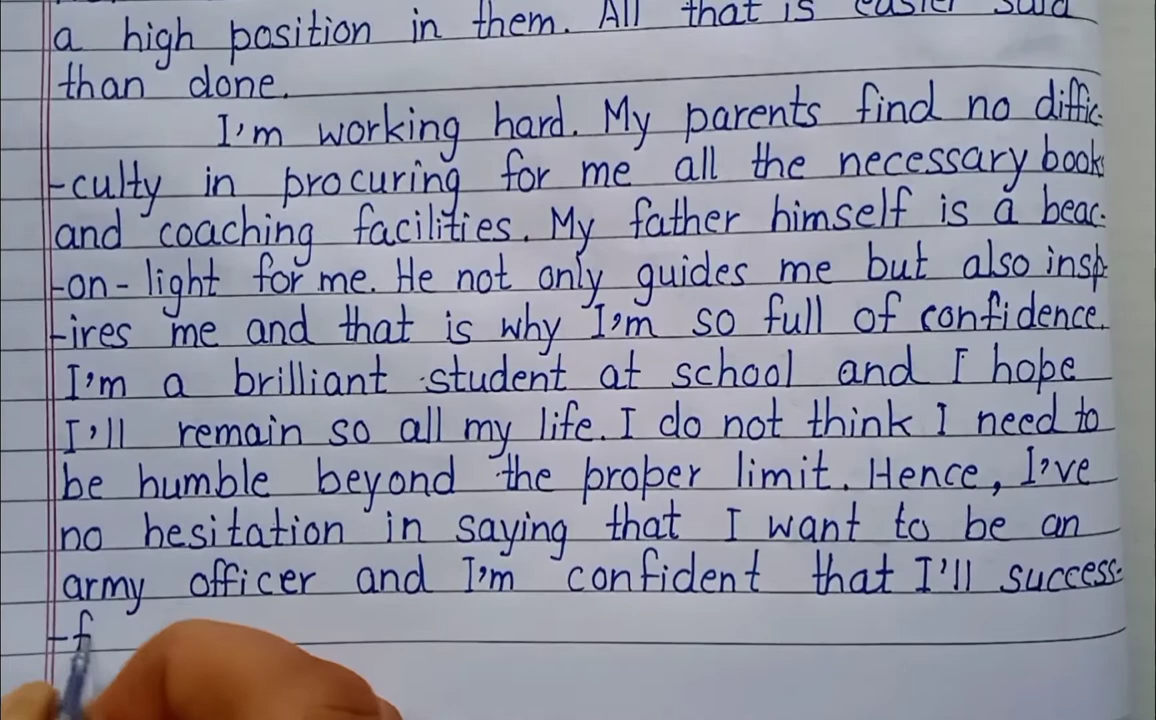 a high position in them. All that is easier said
than done.
I'm working hard. My parents find no diffic-
-culty in procuring for me all the necessary books
and coaching facilities. My father himself is a beac-
-on-light for me. He not only guides me but also insp-
-ires me and that is why I'm so full of confidence.
I'm a brilliant student at school and I hope
I'll remain so all my life. I do not think I need to
be humble beyond the proper limit. Hence, I've
no hesitation in saying that I want to be an
army officer and I'm confident that I'll success-
-f